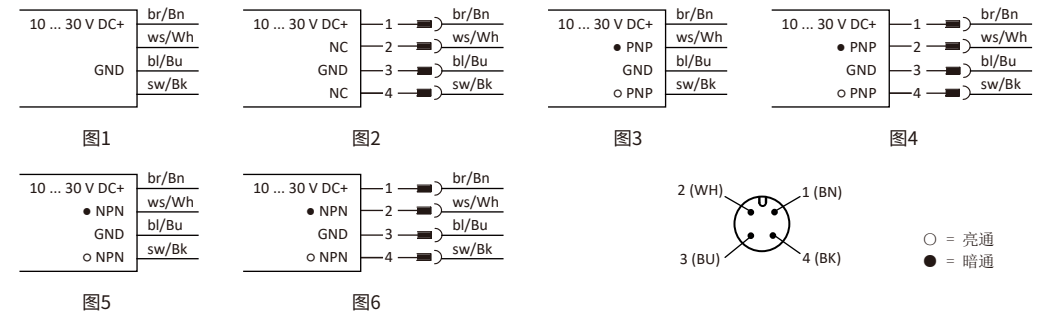 10 ... 30 V DC+ br/Bn
ws/Wh
GND bl/Bu
sw/Bk
图1
10 ... 30 V DC+ 1 br/Bn
NC 2 ws/Wh
GND 3 bl/Bu
NC 4 sw/Bk
图2
10 ... 30 V DC+ br/Bn
● PNP ws/Wh
GND bl/Bu
○ PNP sw/Bk
图3
10 ... 30 V DC+ 1 br/Bn
● PNP 2 ws/Wh
GND 3 bl/Bu
○ PNP 4 sw/Bk
图4
10 ... 30 V DC+ br/Bn
● NPN ws/Wh
GND bl/Bu
○ NPN sw/Bk
图5
10 ... 30 V DC+ 1 br/Bn
● NPN 2 ws/Wh
GND 3 bl/Bu
○ NPN 4 sw/Bk
图6
2 (WH) 1 (BN)
3 (BU) 4 (BK)
○ = 亮通
● = 暗通